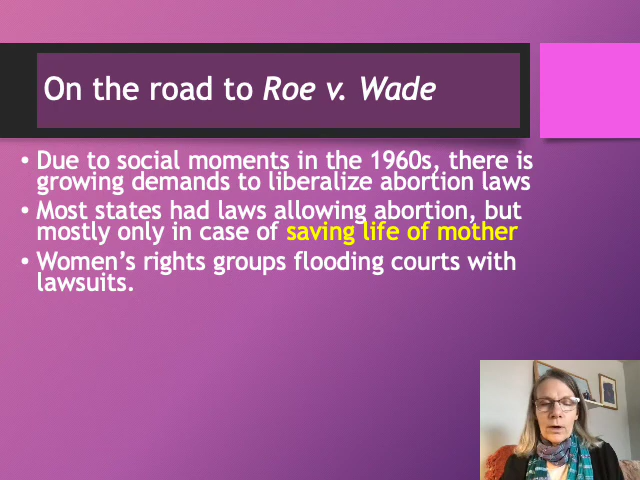 On the road to Roe v. Wade
• Due to social moments in the 1960s, there is
growing demands to liberalize abortion laws
• Most states had laws allowing abortion, but
mostly only in case of saving life of mother
• Women's rights groups flooding courts with
lawsuits.